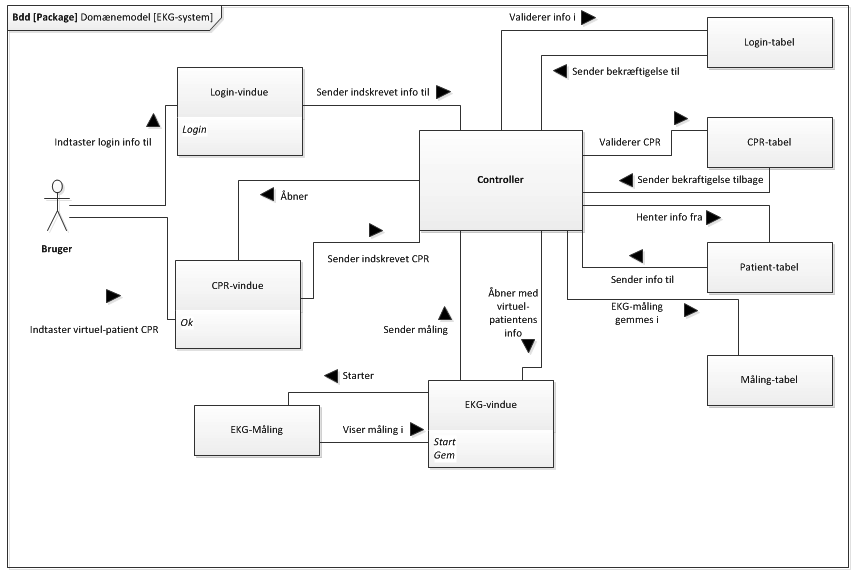 Bdd [Package] Domænemodel [EKG-system]
Validerer info i
Login-tabel
Sender bekræftigelse til
Login-vindue
Login
Sender indskrevet info til
Indtaster login info til
Validerer CPR
CPR-tabel
Controller
Sender bekraftigelse tilbage
Åbner
Bruger
Henter info fra
Sender indskrevet CPR
Patient-tabel
Sender info til
CPR-vindue
Ok
Indtaster virtuel-patient CPR
Åbner med
virtuel-
patientens
info
Sender måling
EKG-måling
gemmes i
Måling-tabel
Starter
EKG-Måling
Viser måling i
EKG-vindue
Start
Gem